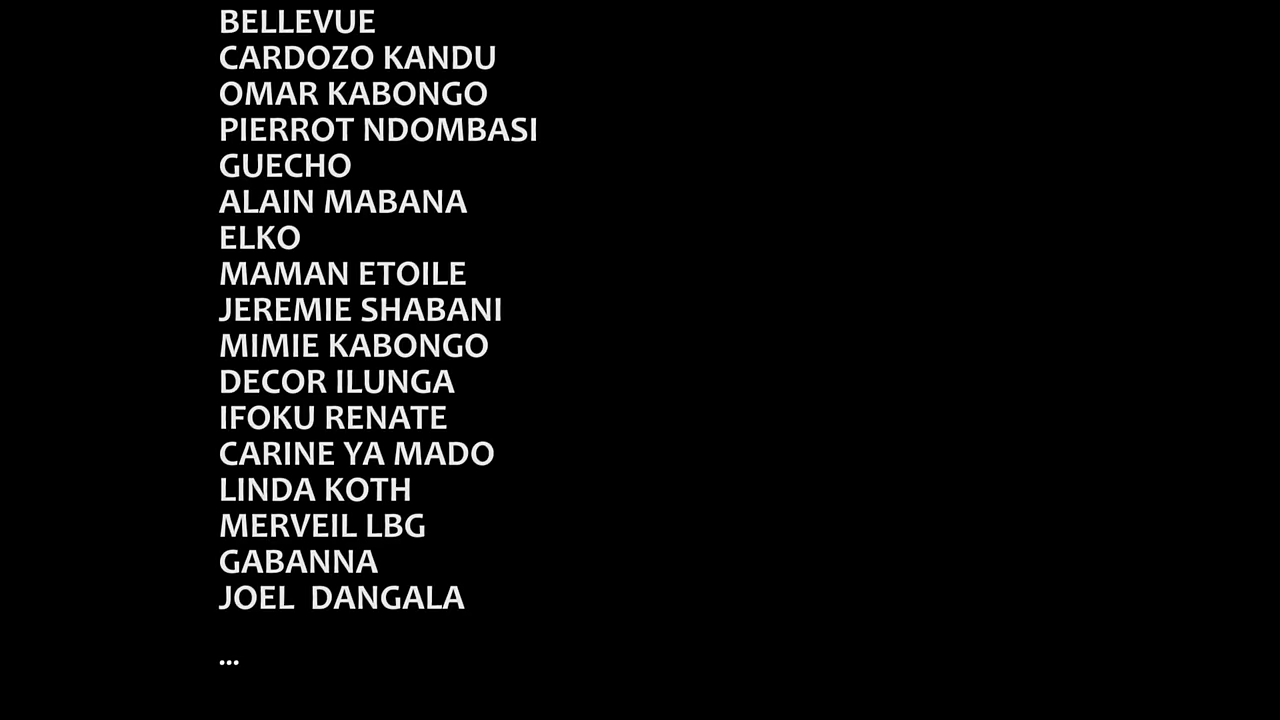 BELLEVUE
CARDOZO KANDU
OMAR KABONGO
PIERROT NDOMBASI
GUECHO
ALAIN MABANA
ELKO
MAMAN ETOILE
JEREMIE SHABANI
MIMIE KABONGO
DECOR ILUNGA
IFOKU RENATE
CARINE YA MADO
LINDA KOTH
MERVEIL LBG
GABANNA
JOEL  DANGALA
...